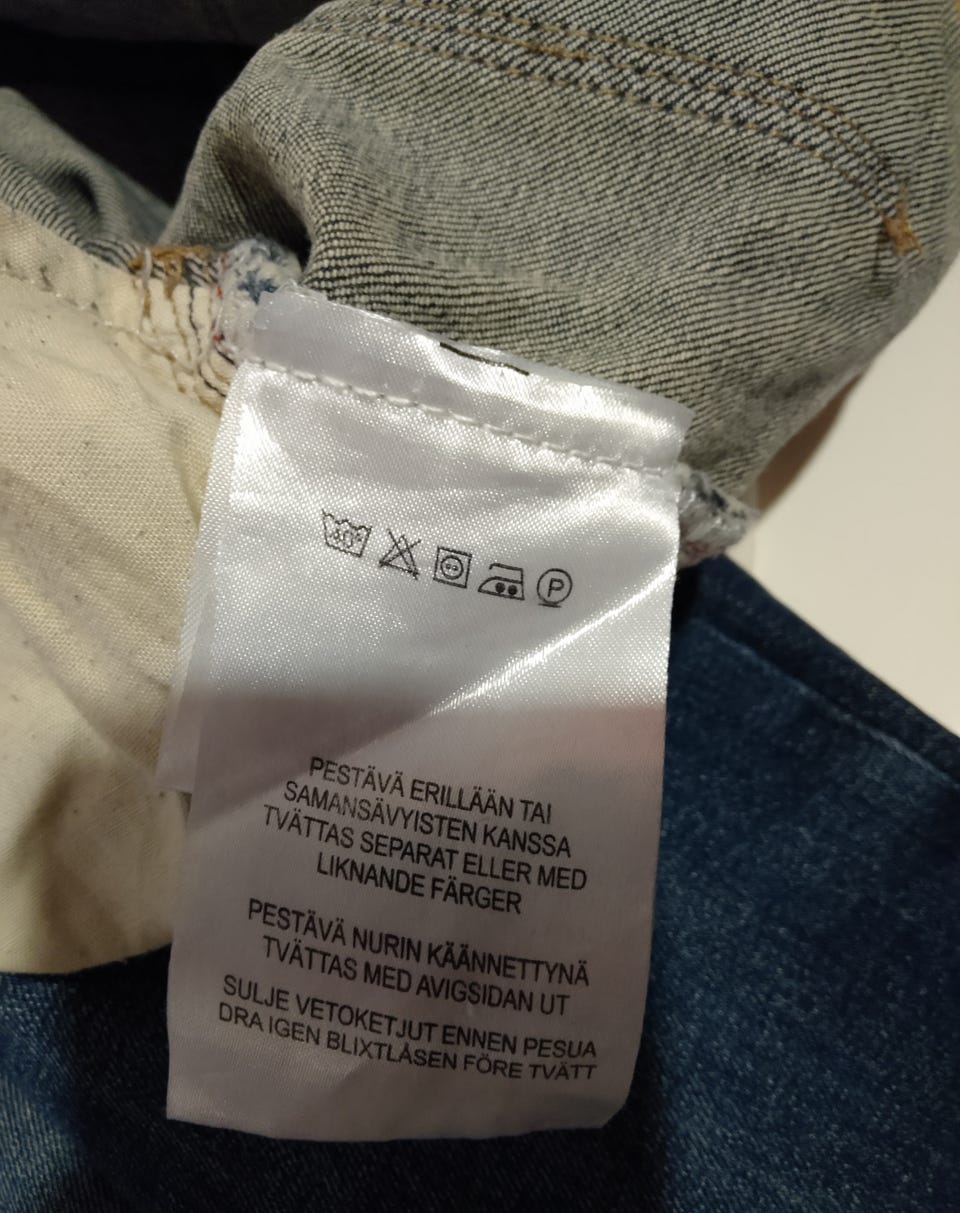 40°
P
PESTÄVÄ ERILLÄÄN TAI
SAMANSÄVYISTEN KANSSA
TVÄTTAS SEPARAT ELLER MED
LIKNANDE FÄRGER
PESTÄVÄ NURIN KÄÄNNETTYNÄ
TVÄTTAS MED AVIGSIDAN UT
SULJE VETOKETJUT ENNEN PESUA
DRA IGEN BLIXTLÅSEN FÖRE TVÄTT